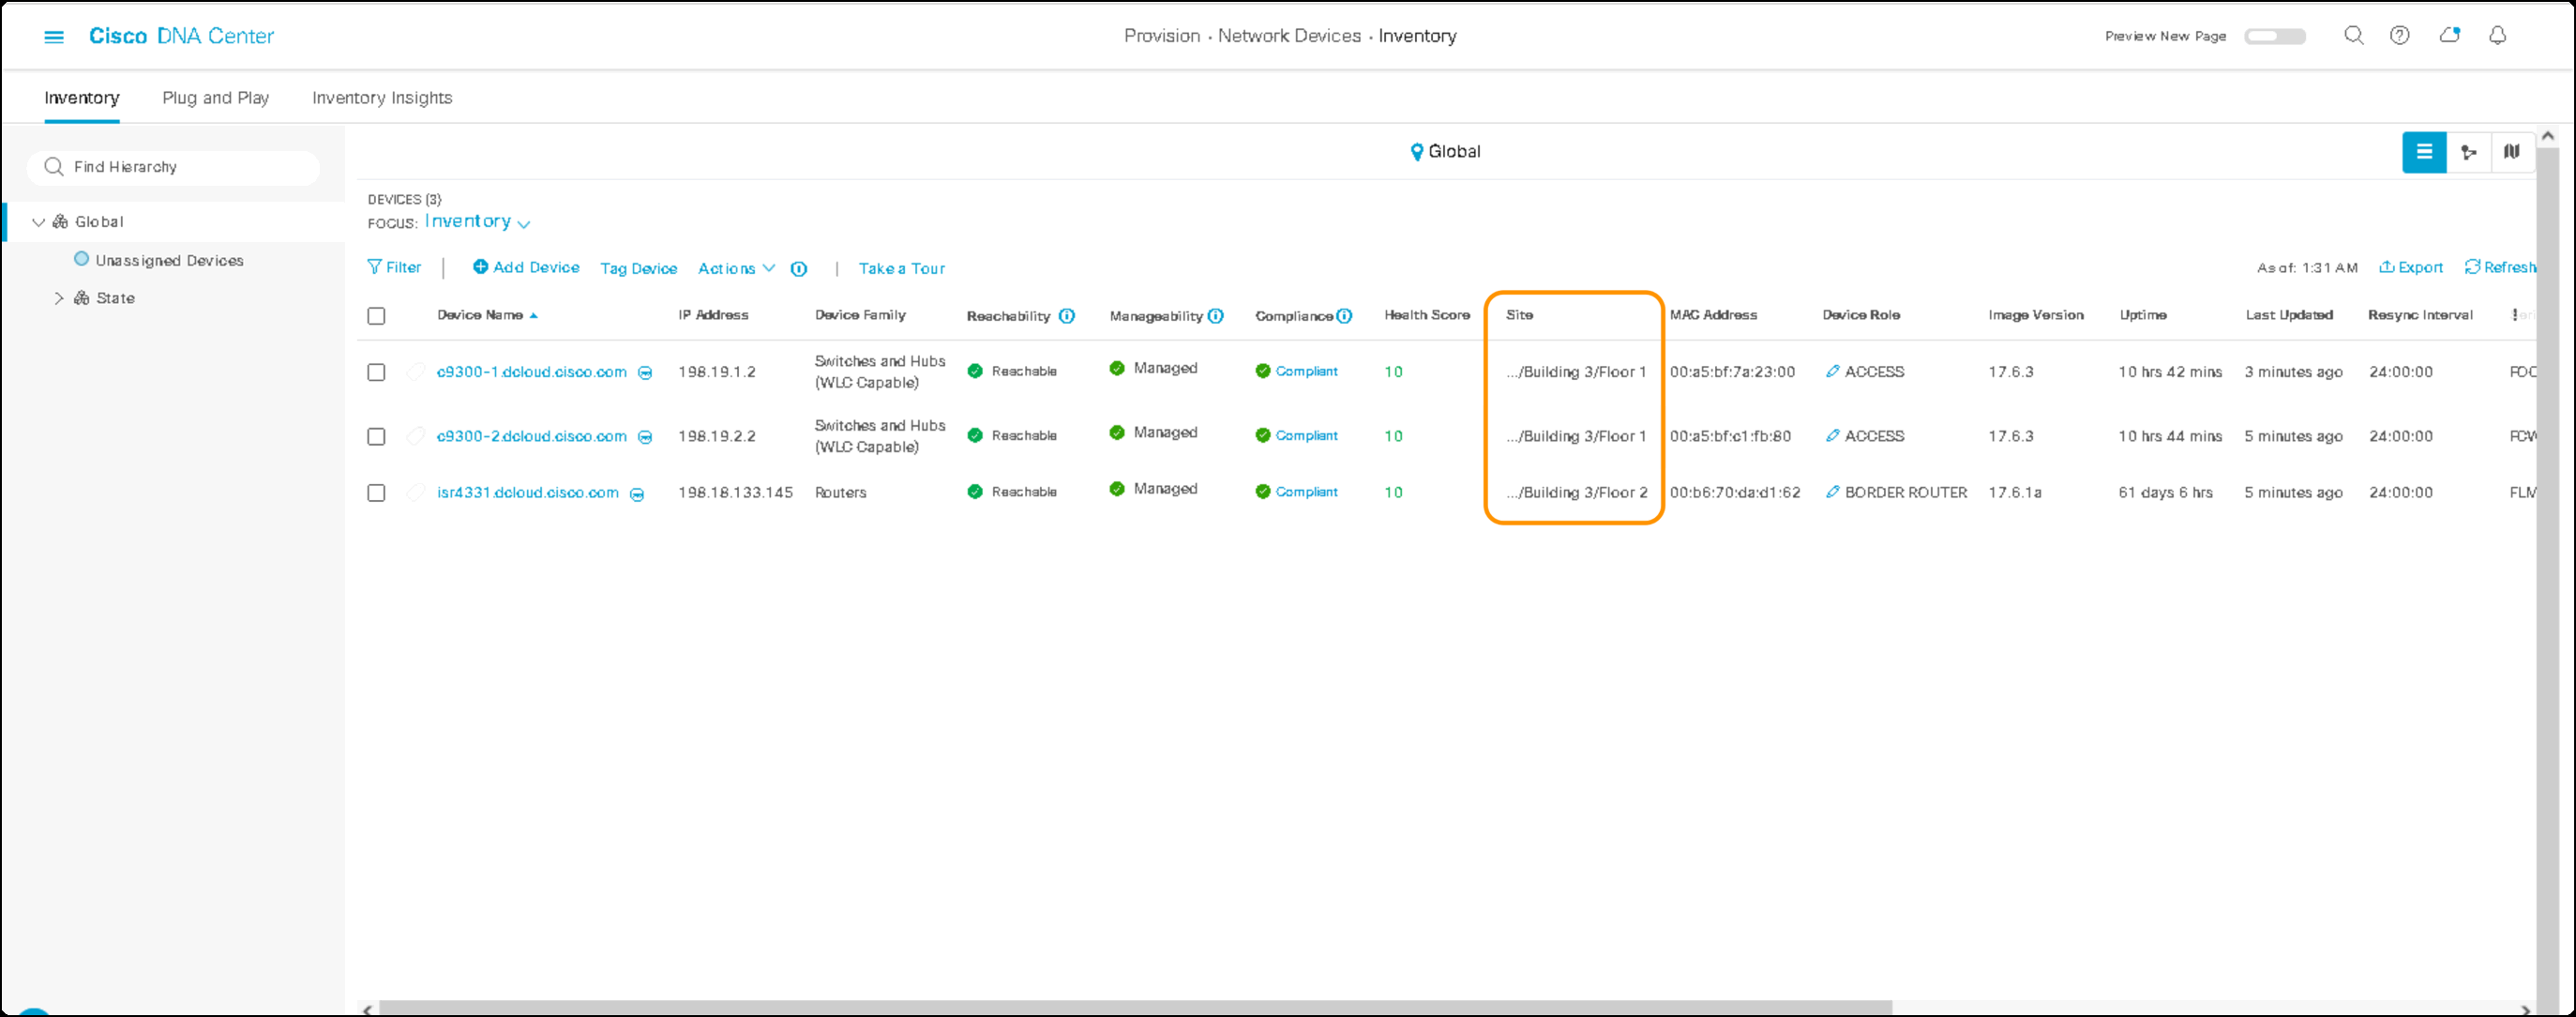 Cisco DNA Center
Provision · Network Devices · Inventory
Preview New Page
Inventory Plug and Play Inventory Insights
Find Hierarchy
Global
Unassigned Devices
State
Global
DEVICES (3)
FOCUS: Inventory
Filter | Add Device Tag Device Actions | Take a Tour
As of: 1:31 AM Export Refresh
Device Name IP Address Device Family Reachability Manageability Compliance Health Score Site MAC Address Device Role Image Version Uptime Last Updated Resync Interval
c9300-1.dcloud.cisco.com 198.19.1.2 Switches and Hubs (WLC Capable) Reachable Managed Compliant 10 .../Building 3/Floor 1 00:a5:bf:7a:23:00 ACCESS 17.6.3 10 hrs 42 mins 3 minutes ago 24:00:00 FOC
c9300-2.dcloud.cisco.com 198.19.2.2 Switches and Hubs (WLC Capable) Reachable Managed Compliant 10 .../Building 3/Floor 1 00:a5:bf:c1:fb:80 ACCESS 17.6.3 10 hrs 44 mins 5 minutes ago 24:00:00 FCW
isr4331.dcloud.cisco.com 198.18.133.145 Routers Reachable Managed Compliant 10 .../Building 3/Floor 2 00:b6:70:da:d1:62 BORDER ROUTER 17.6.1a 61 days 6 hrs 5 minutes ago 24:00:00 FLM